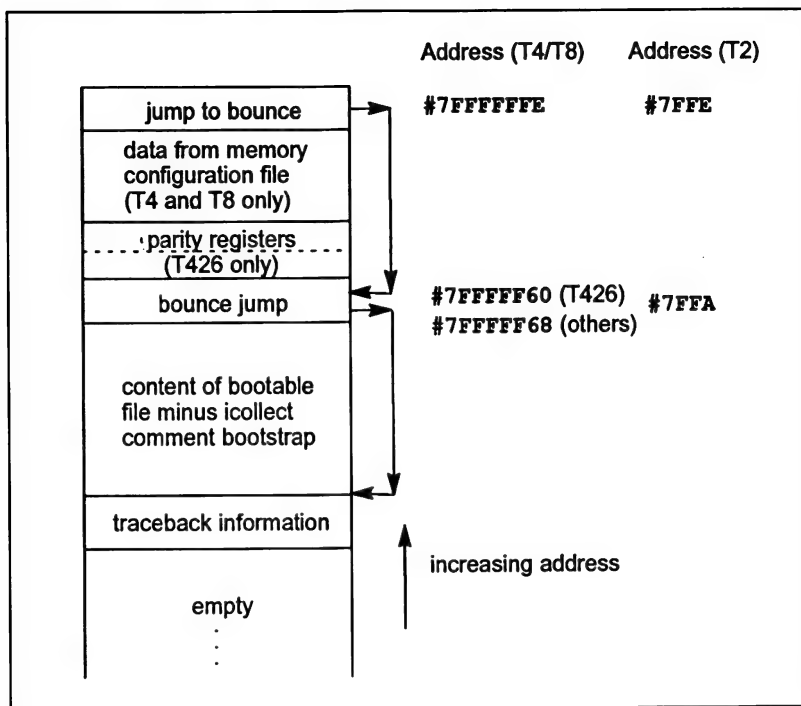 Address (T4/T8) Address (T2)
jump to bounce #7FFFFFFE #7FFE
data from memory
configuration file
(T4 and T8 only)
parity registers
(T426 only)
bounce jump #7FFFFF60 (T426) #7FFA
#7FFFFF68 (others)
content of bootable
file minus icollect
comment bootstrap
traceback information
increasing address
empty